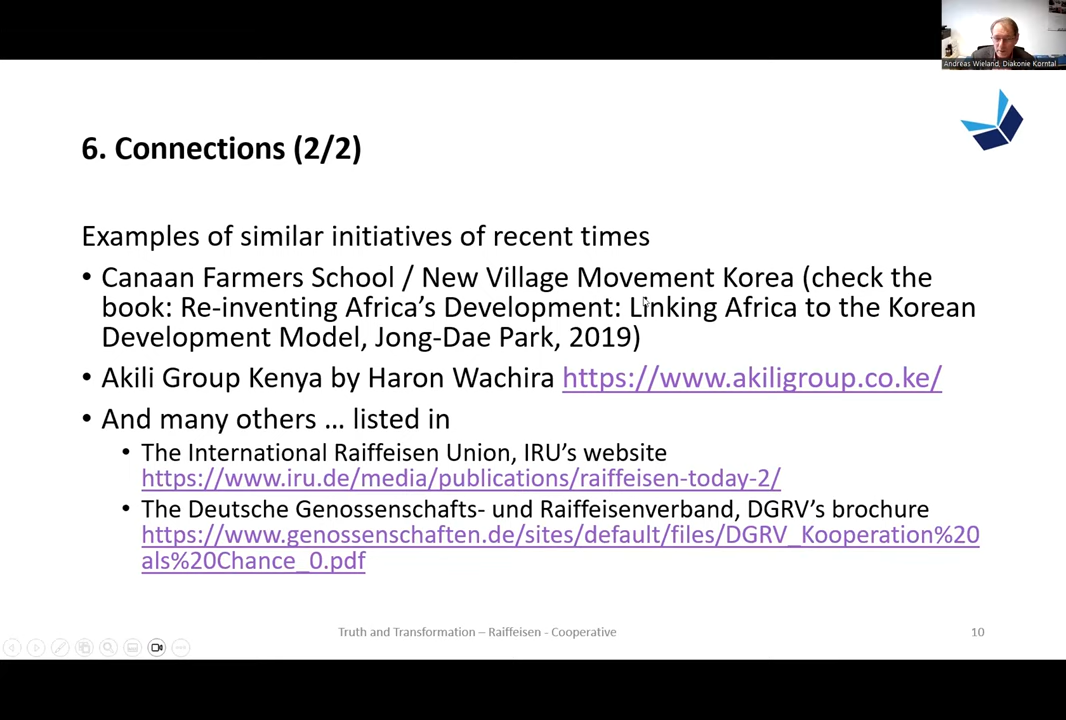 Andreas Wieland, Diakonie Korntal
6. Connections (2/2)
Examples of similar initiatives of recent times
• Canaan Farmers School / New Village Movement Korea (check the
book: Re-inventing Africa's Development: Linking Africa to the Korean
Development Model, Jong-Dae Park, 2019)
• Akili Group Kenya by Haron Wachira https://www.akiligroup.co.ke/
• And many others … listed in
• The International Raiffeisen Union, IRU's website
https://www.iru.de/media/publications/raiffeisen-today-2/
• The Deutsche Genossenschafts- und Raiffeisenverband, DGRV's brochure
https://www.genossenschaften.de/sites/default/files/DGRV_Kooperation%20
als%20Chance_0.pdf
Truth and Transformation – Raiffeisen - Cooperative
10